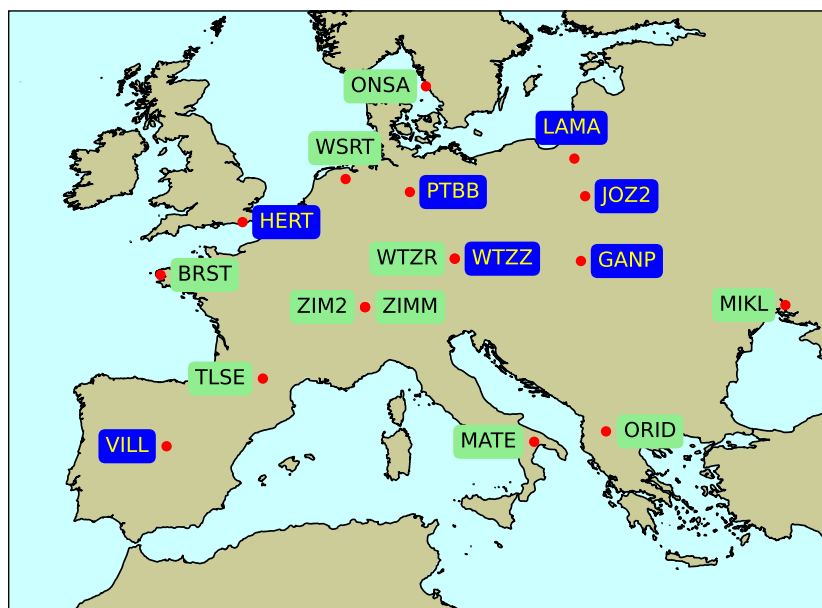 ONSA
LAMA
WSRT
PTBB
JOZ2
HERT
WTZR
WTZZ
GANP
BRST
ZIM2
ZIMM
MIKL
TLSE
ORID
MATE
VILL